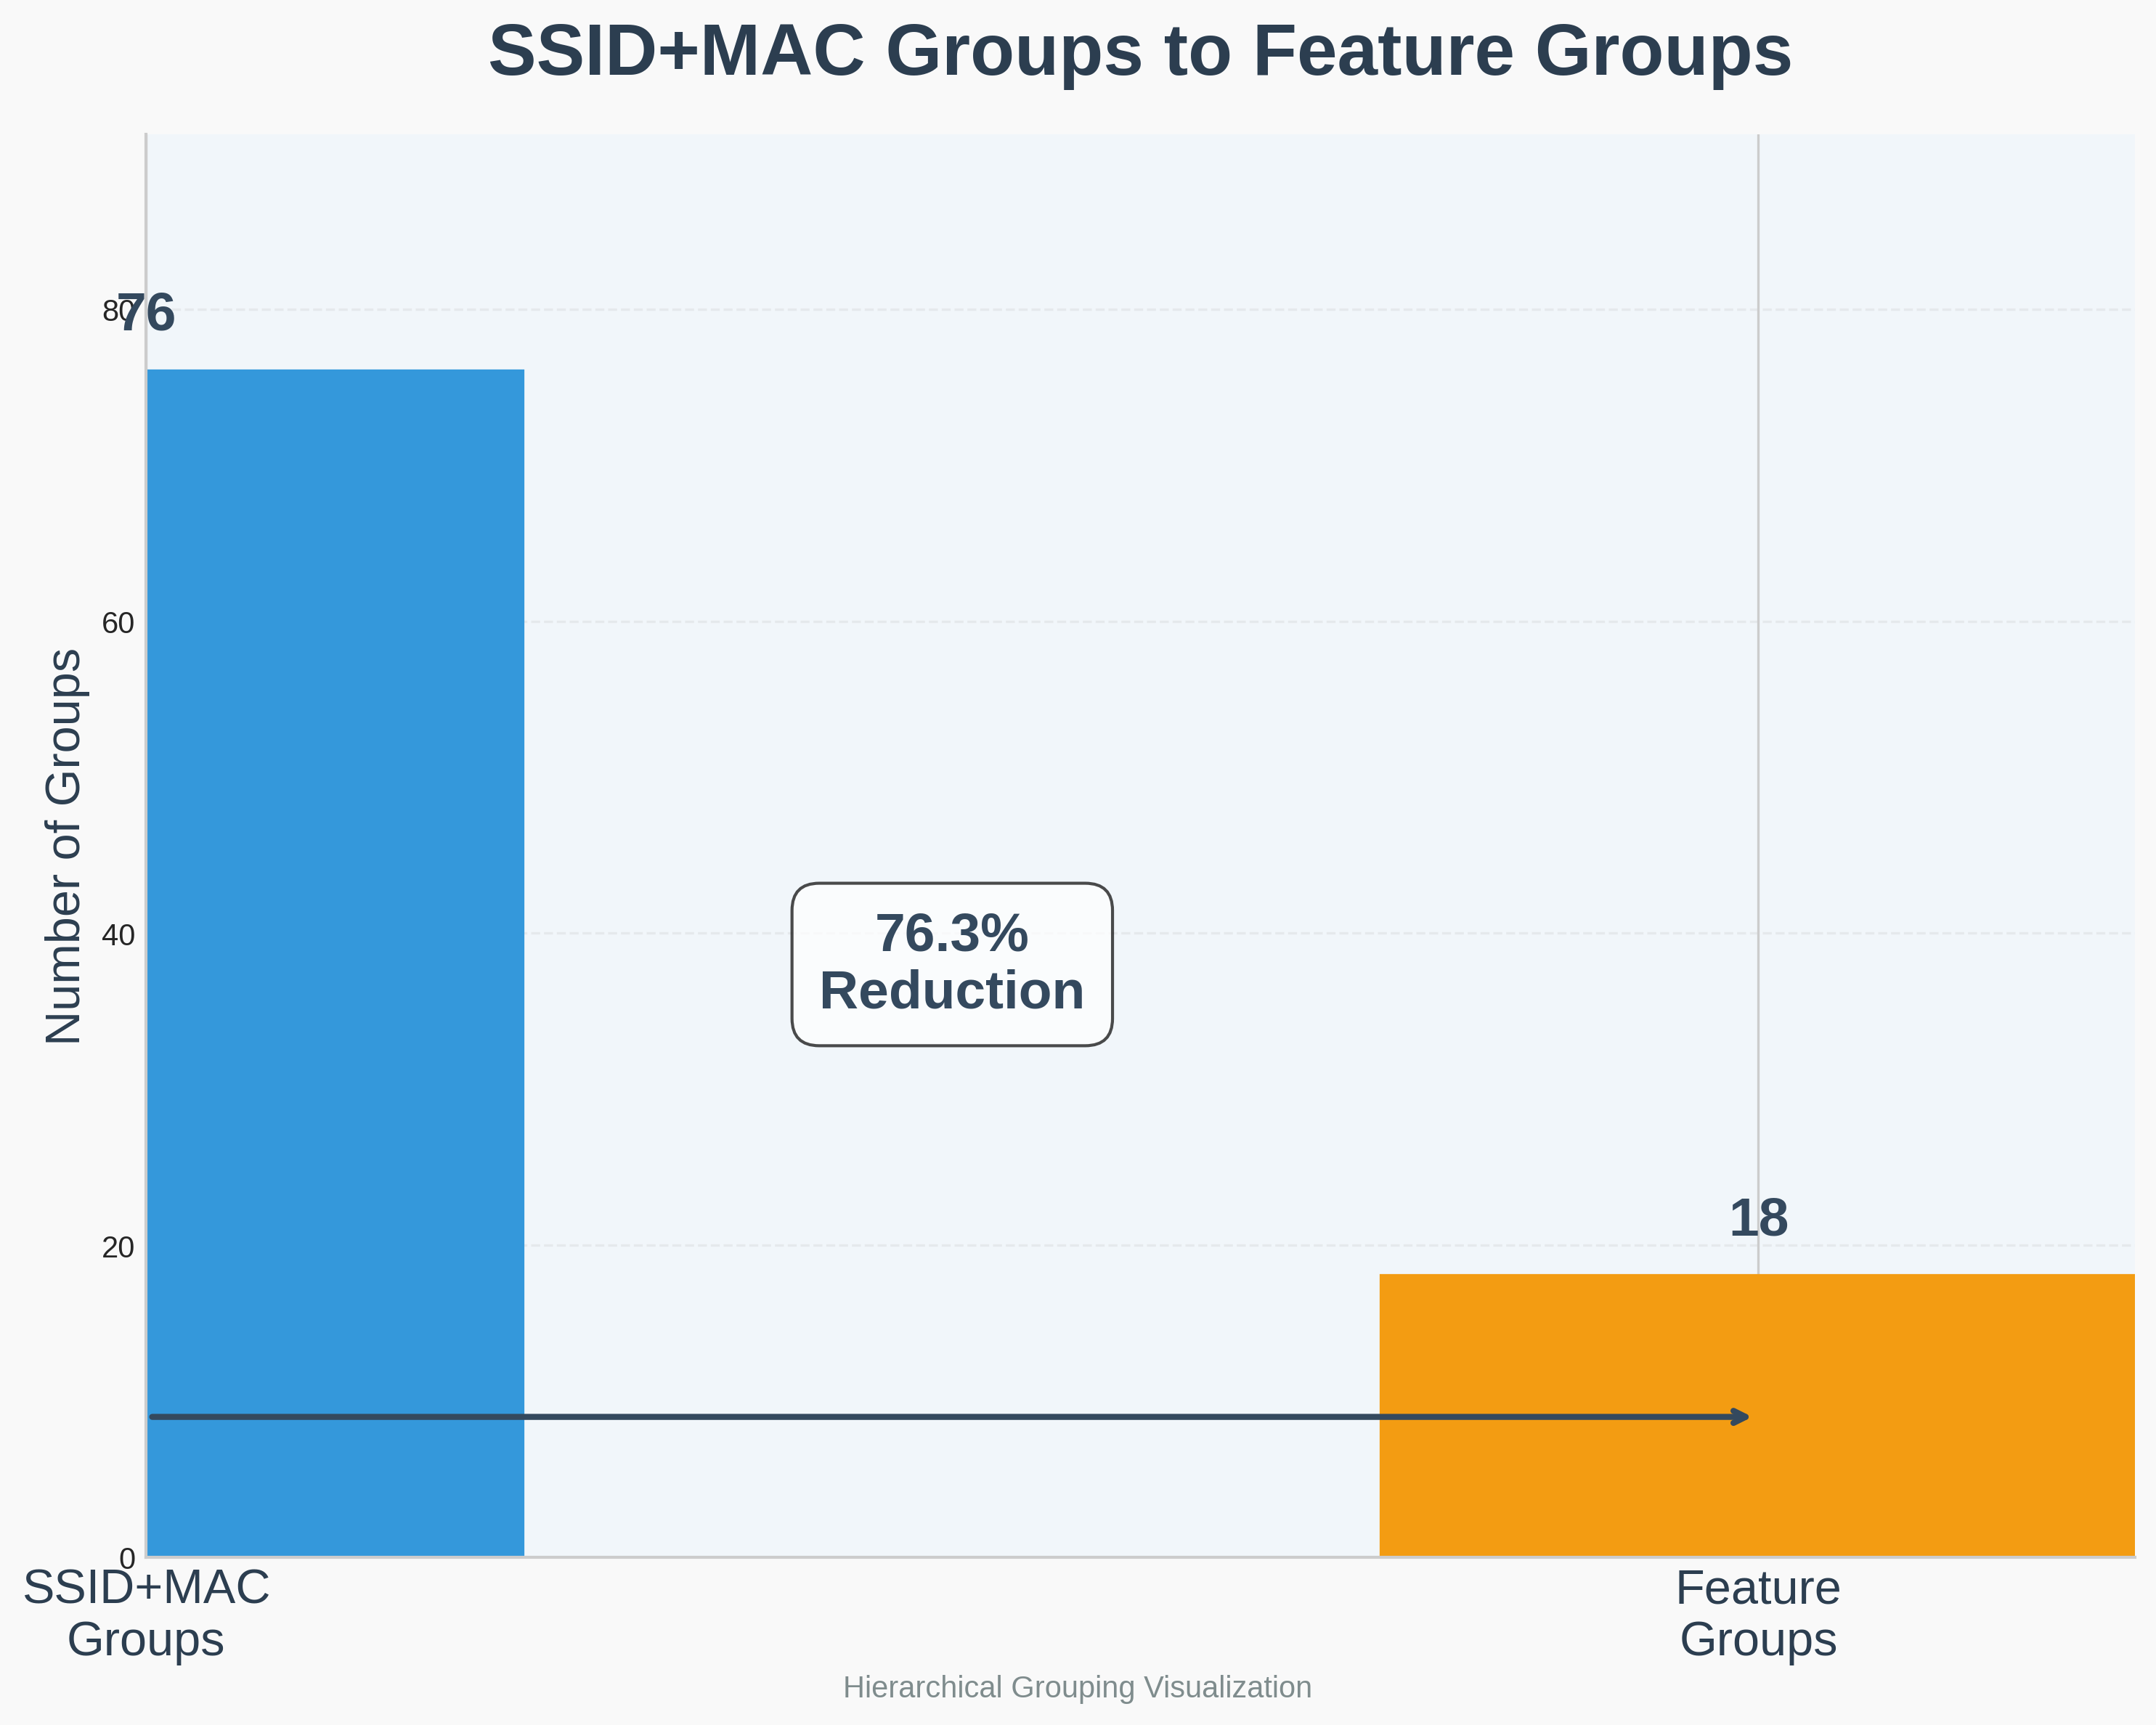 SSID+MAC Groups to Feature Groups
Number of Groups
80
76
60
40
20
0
76.3%
Reduction
18
SSID+MAC
Groups
Feature
Groups
Hierarchical Grouping Visualization